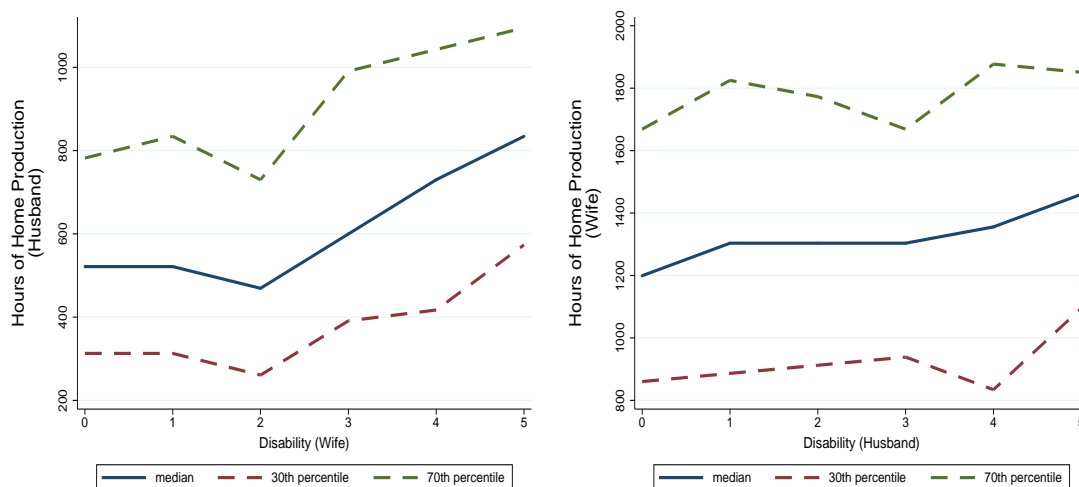 Hours of Home Production
(Husband)
1000
800
600
400
200
0 1 2 3 4 5
Disability (Wife)
median 30th percentile 70th percentile
Hours of Home Production
(Wife)
2000
1800
1600
1400
1200
1000
800
0 1 2 3 4 5
Disability (Husband)
median 30th percentile 70th percentile